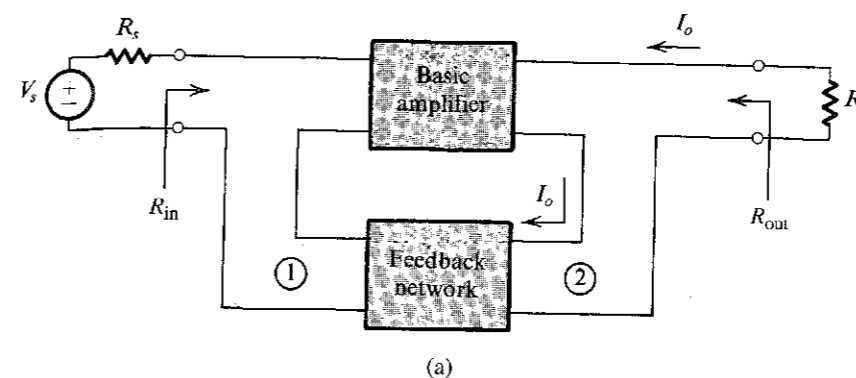 R_s
I_o
V_s
+
−
Basic
amplifier
R
R_in
I_o
R_out
1
Feedback
network
2
(a)